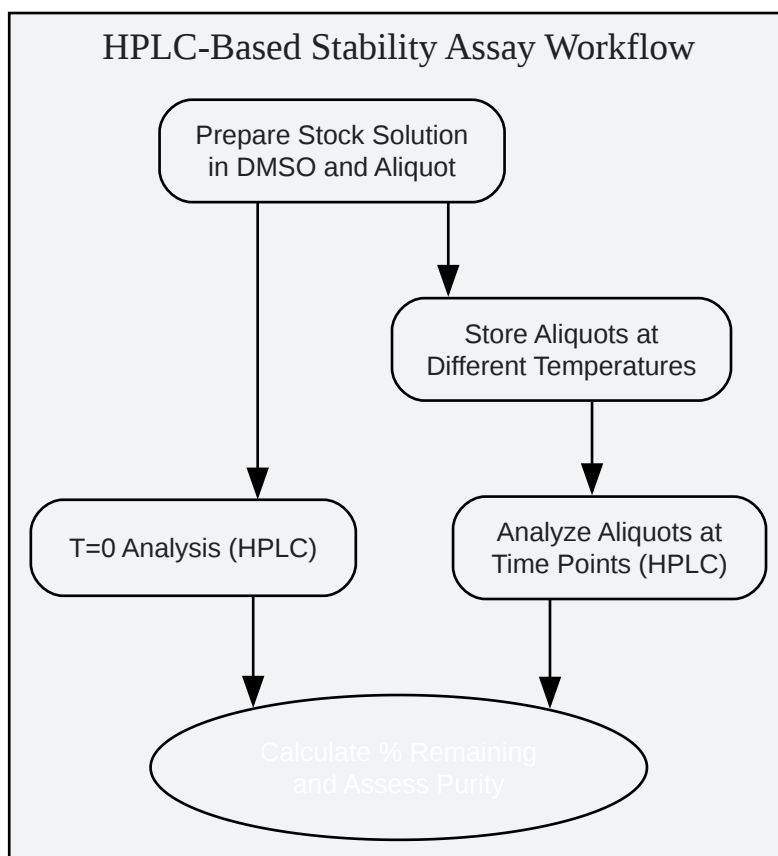 HPLC-Based Stability Assay Workflow
Prepare Stock Solution
in DMSO and Aliquot
Store Aliquots at
Different Temperatures
T=0 Analysis (HPLC)
Analyze Aliquots at
Time Points (HPLC)
Calculate % Remaining
and Assess Purity